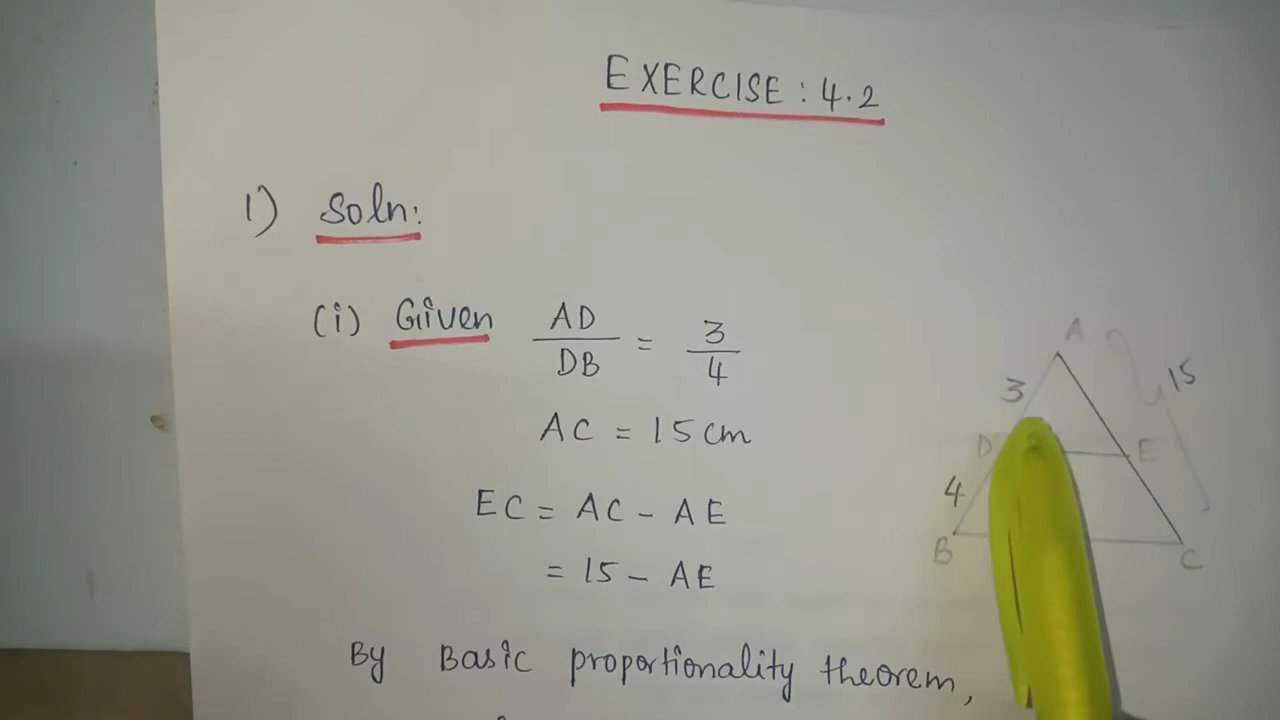 EXERCISE : 4.2
1) Soln:
(i) Given AD/DB = 3/4
AC = 15 cm
EC = AC - AE
= 15 - AE
By Basic proportionality theorem,
A
3
15
D
E
4
B
C